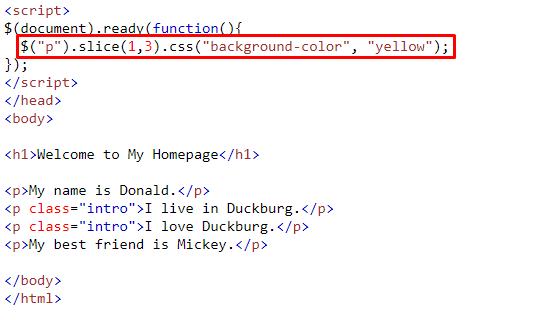 <script>
$(document).ready(function(){
$("p").slice(1,3).css("background-color", "yellow");
});
</script>
</head>
<body>
<h1>Welcome to My Homepage</h1>
<p>My name is Donald.</p>
<p class="intro">I live in Duckburg.</p>
<p class="intro">I love Duckburg.</p>
<p>My best friend is Mickey.</p>
</body>
</html>